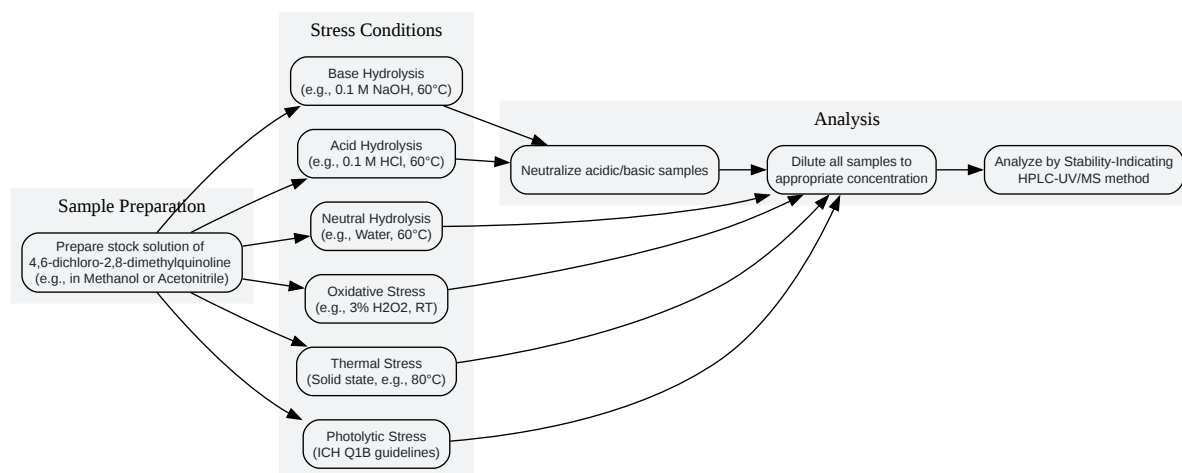 Stress Conditions
Base Hydrolysis
(e.g., 0.1 M NaOH, 60°C)
Acid Hydrolysis
(e.g., 0.1 M HCl, 60°C)
Neutral Hydrolysis
(e.g., Water, 60°C)
Oxidative Stress
(e.g., 3% H2O2, RT)
Thermal Stress
(Solid state, e.g., 80°C)
Photolytic Stress
(ICH Q1B guidelines)
Sample Preparation
Prepare stock solution of
4,6-dichloro-2,8-dimethylquinoline
(e.g., in Methanol or Acetonitrile)
Analysis
Neutralize acidic/basic samples
Dilute all samples to
appropriate concentration
Analyze by Stability-Indicating
HPLC-UV/MS method